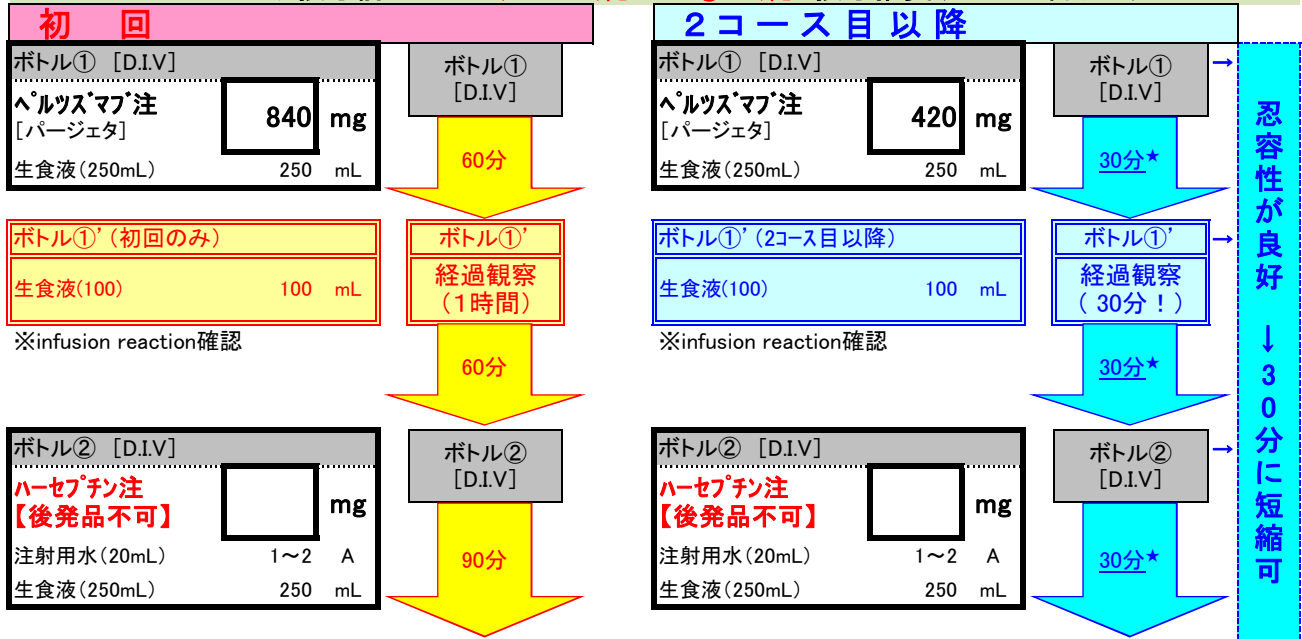 初 回
ボトル① [D.I.V]
ペルツズマブ注
[パージェタ]
840 mg
生食液(250mL) 250 mL
ボトル①
[D.I.V]
60分
ボトル①’(初回のみ)
生食液(100) 100 mL
※infusion reaction確認
ボトル①’
経過観察
(1時間)
60分
ボトル② [D.I.V]
ハーセプチン注
【後発品不可】
mg
注射用水(20mL) 1～2 A
生食液(250mL) 250 mL
ボトル②
[D.I.V]
90分
2コース目以降
ボトル① [D.I.V]
ペルツズマブ注
[パージェタ]
420 mg
生食液(250mL) 250 mL
ボトル①
[D.I.V]
→
30分★
ボトル①’(2コース目以降)
生食液(100) 100 mL
※infusion reaction確認
ボトル①’
→
経過観察
( 30分！)
30分★
ボトル② [D.I.V]
ハーセプチン注
【後発品不可】
mg
注射用水(20mL) 1～2 A
生食液(250mL) 250 mL
ボトル②
[D.I.V]
→
30分★
忍容性が良好 →30分に短縮可